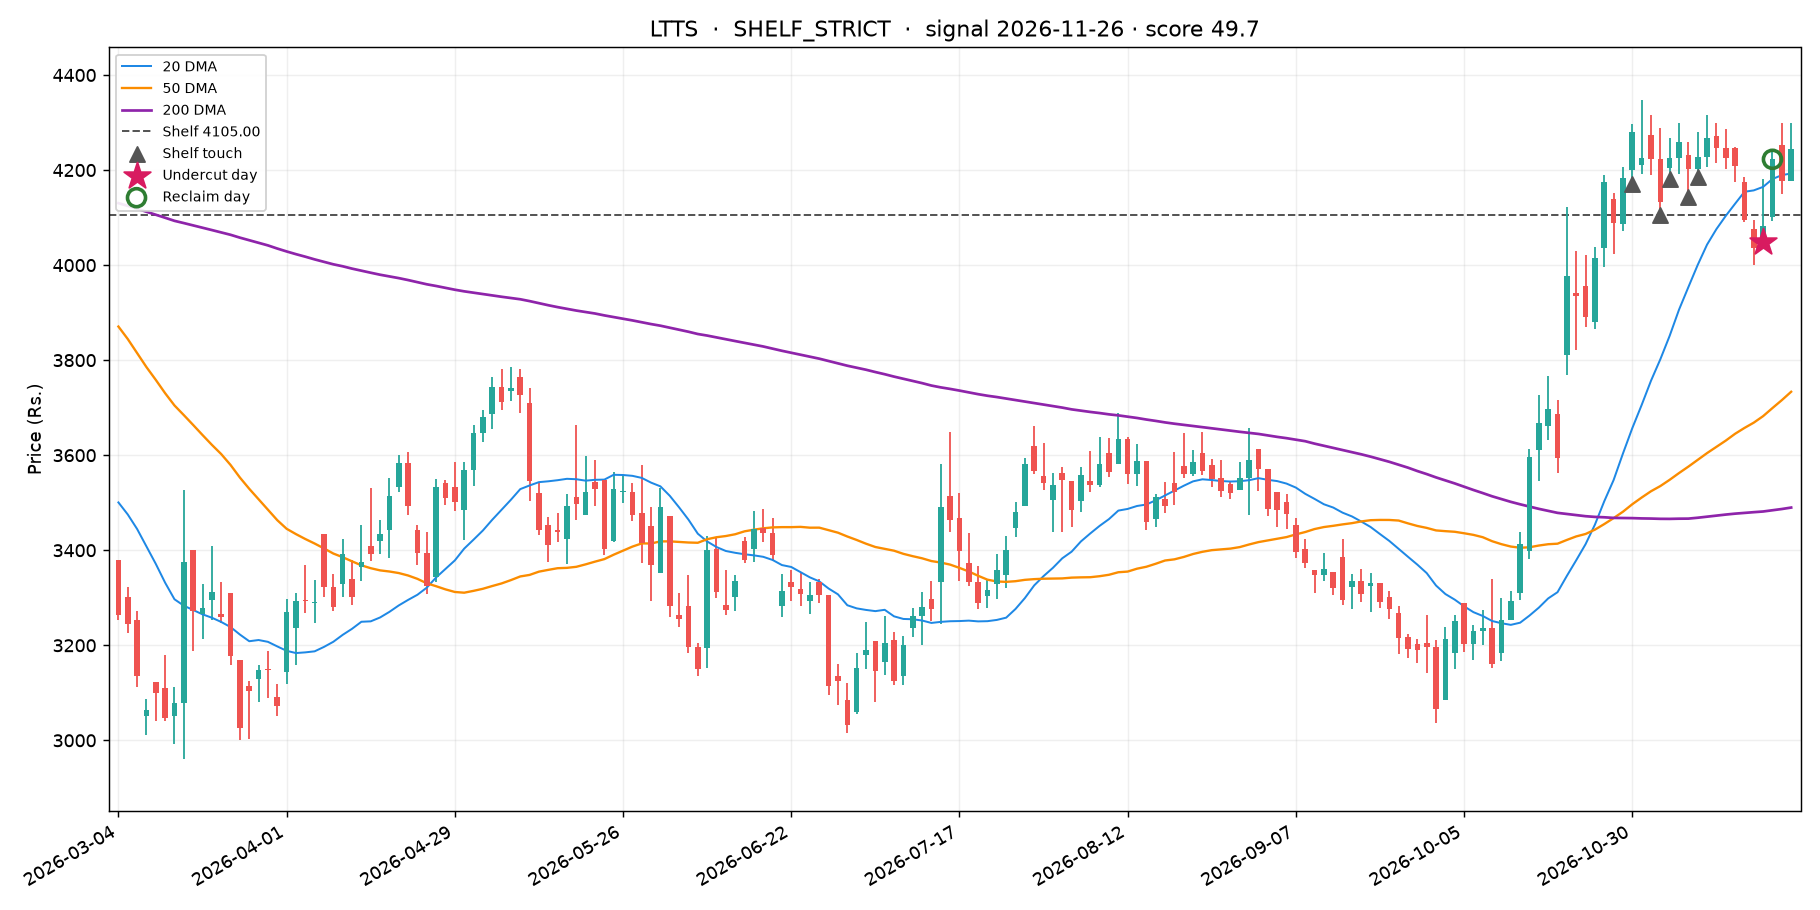 LTTS · SHELF_STRICT · signal 2026-11-26 · score 49.7
20 DMA
50 DMA
200 DMA
Shelf 4105.00
Shelf touch
Undercut day
Reclaim day
Price (Rs.)
4400
4200
4000
3800
3600
3400
3200
3000
2026-03-04
2026-04-01
2026-04-29
2026-05-26
2026-06-22
2026-07-17
2026-08-12
2026-09-07
2026-10-05
2026-10-30